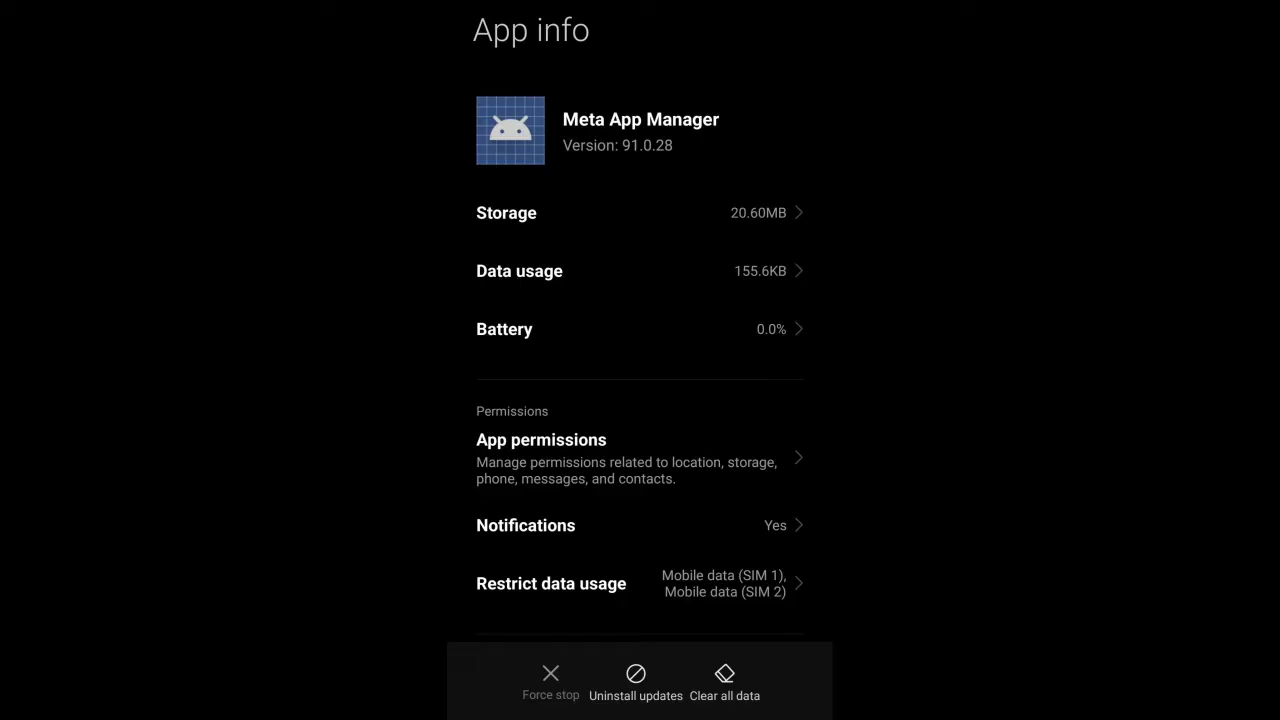 App info
Meta App Manager
Version: 91.0.28
Storage 20.60MB
Data usage 155.6KB
Battery 0.0%
Permissions
App permissions
Manage permissions related to location, storage,
phone, messages, and contacts.
Notifications Yes
Restrict data usage Mobile data (SIM 1),
Mobile data (SIM 2)
Force stop Uninstall updates Clear all data